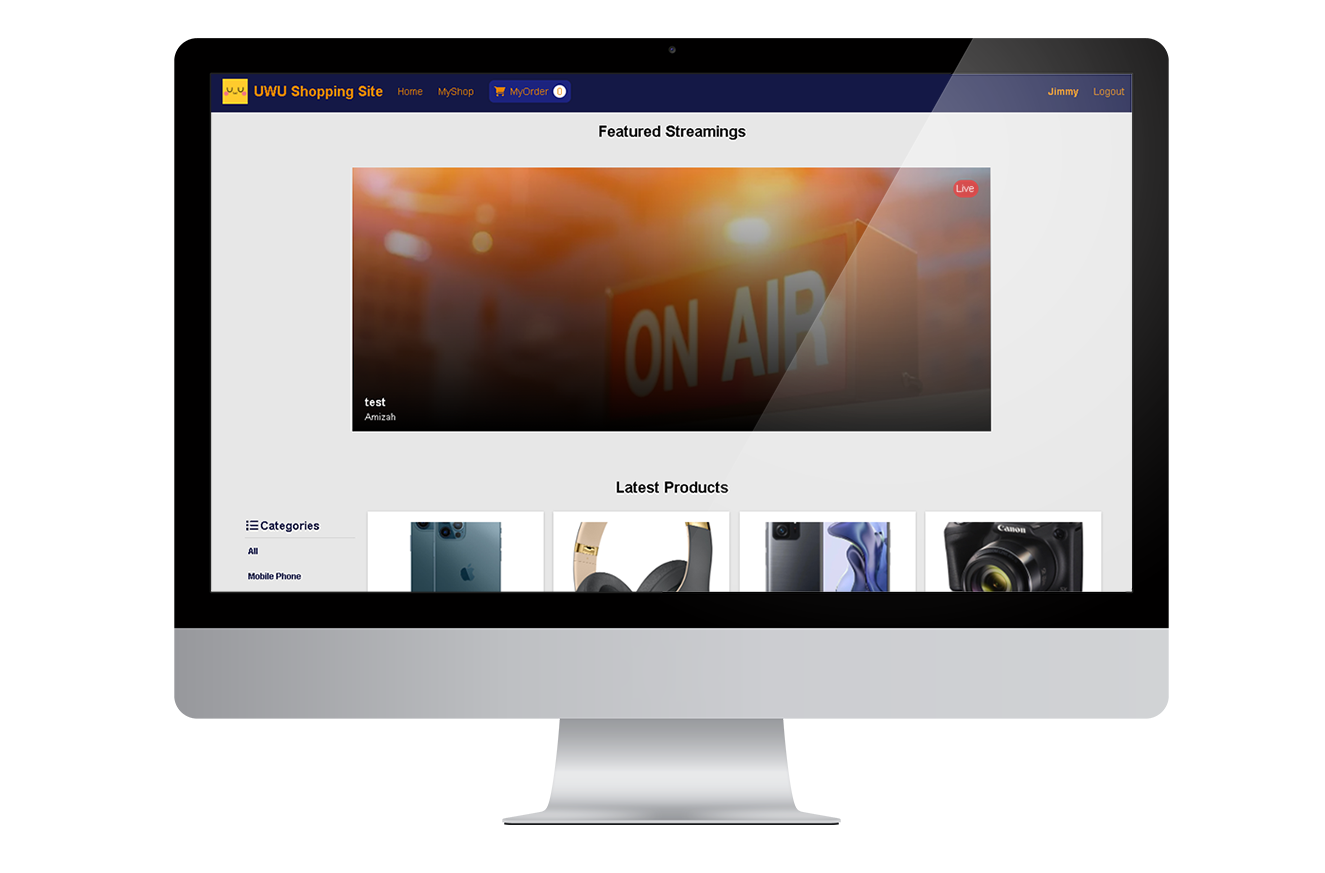 UWU Shopping Site Home MyShop MyOrder 0 Jimmy Logout
Featured Streamings
Live
ON AIR
test
Amizah
Latest Products
Categories
All
Mobile Phone
Canon